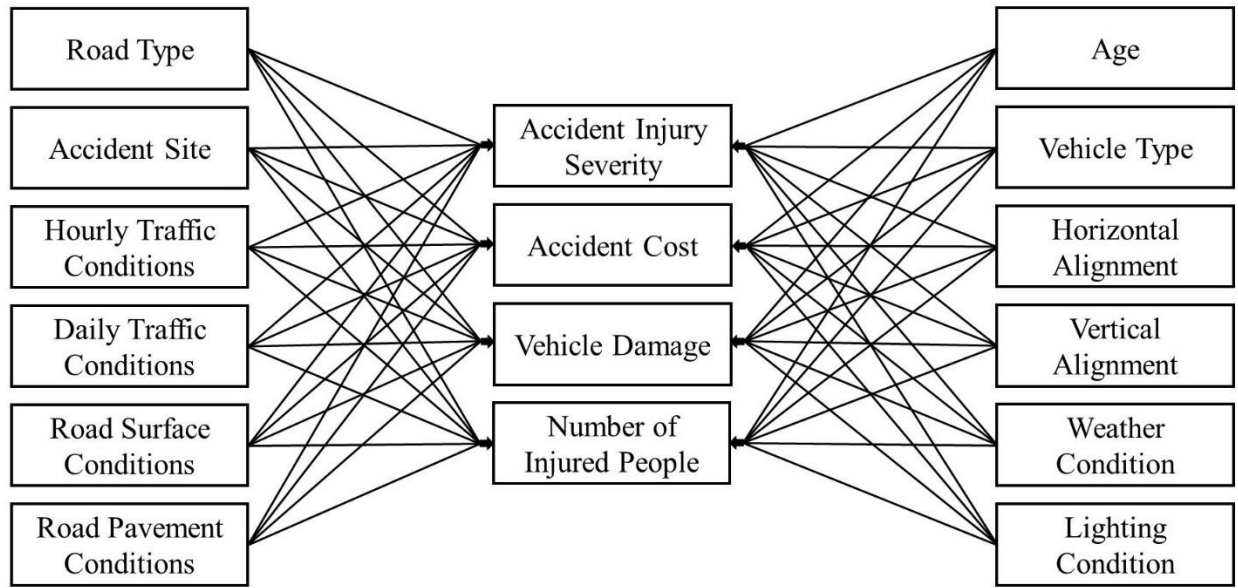 Road Type
Accident Site
Hourly Traffic
Conditions
Daily Traffic
Conditions
Road Surface
Conditions
Road Pavement
Conditions
Accident Injury
Severity
Accident Cost
Vehicle Damage
Number of
Injured People
Age
Vehicle Type
Horizontal
Alignment
Vertical
Alignment
Weather
Condition
Lighting
Condition